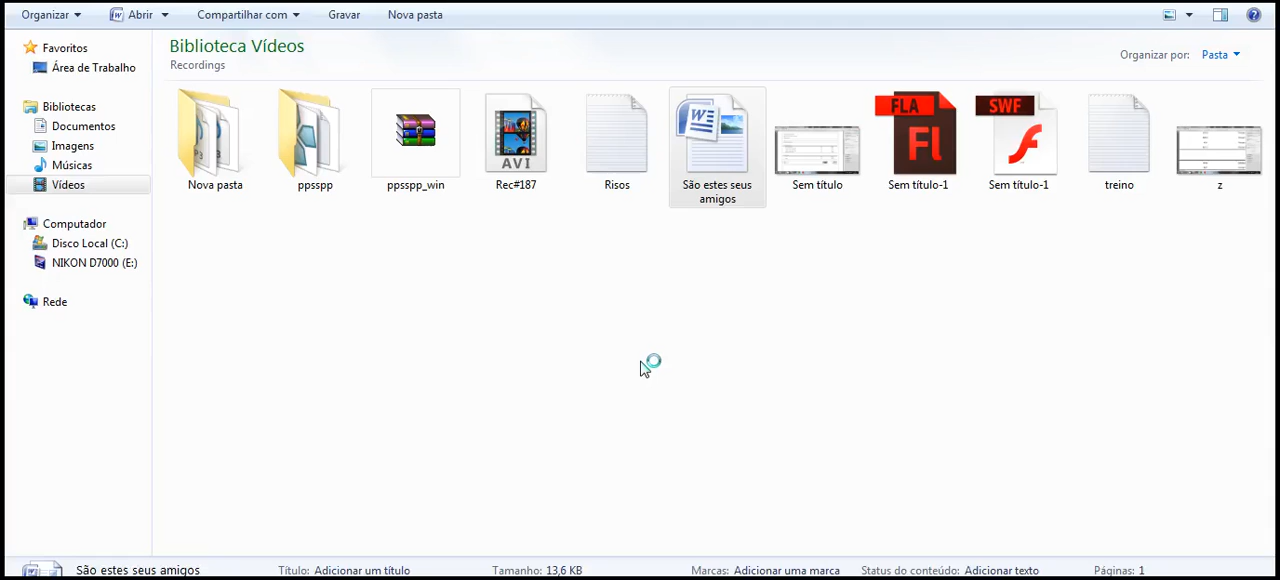 Organizar Abrir Compartilhar com Gravar Nova pasta
Favoritos
Área de Trabalho
Bibliotecas
Documentos
Imagens
Músicas
Vídeos
Computador
Disco Local (C:)
NIKON D7000 (E:)
Rede
Biblioteca Vídeos
Recordings
Organizar por: Pasta
AVI
FLA
Fl
SWF
Nova pasta ppsspp ppsspp_win Rec#187 Risos São estes seus Sem título Sem título-1 Sem título-1 treino z
amigos
São estes seus amigos Título: Adicionar um título Tamanho: 13,6 KB Marcas: Adicionar uma marca Status do conteúdo: Adicionar texto Páginas: 1